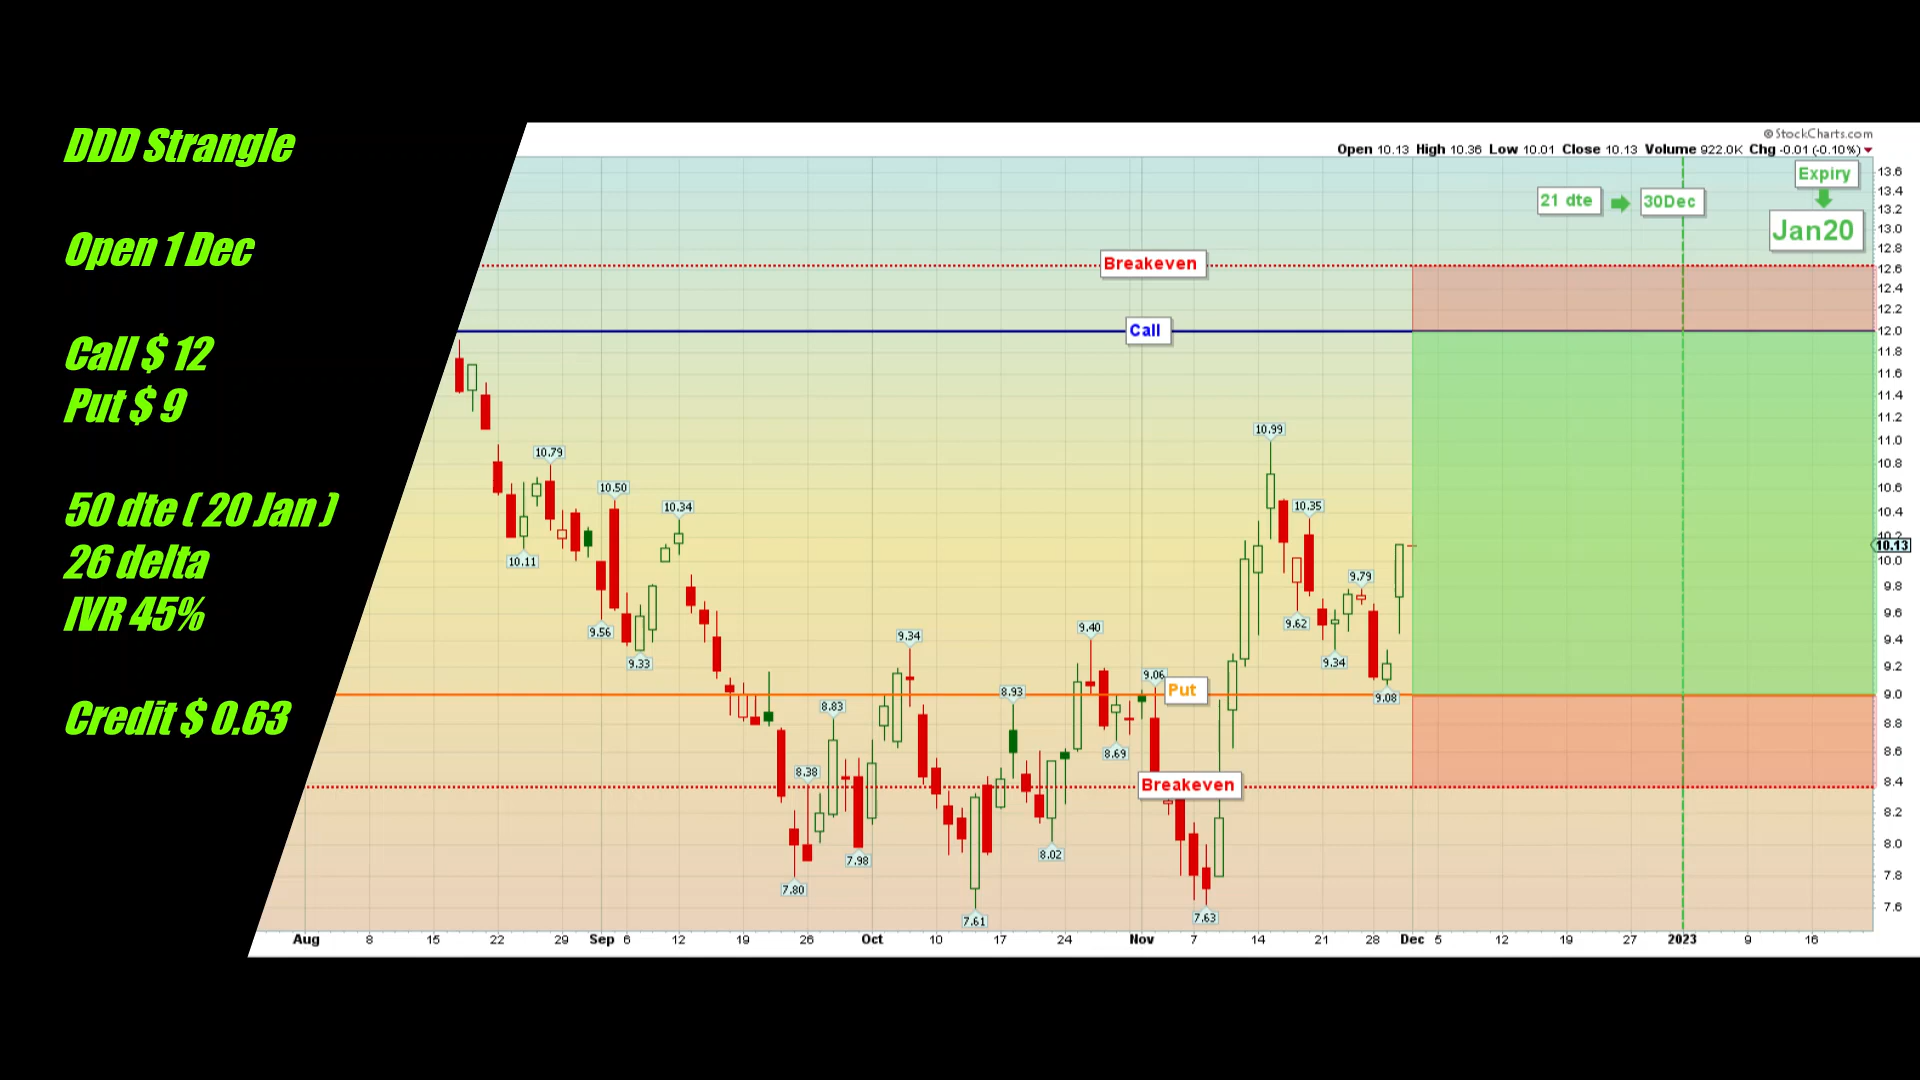 DDD Strangle
Open 1 Dec
Call $ 12
Put $ 9
50 dte ( 20 Jan )
26 delta
IVR 45%
Credit $ 0.63
© StockCharts.com
Open 10.13 High 10.36 Low 10.01 Close 10.13 Volume 922.0K Chg -0.01 (-0.10%)
Expiry
21 dte
30Dec
Jan20
Breakeven
Call
Put
Breakeven
10.79
10.11
10.50
9.56
9.33
10.34
7.80
8.38
8.83
7.98
9.34
7.61
8.93
8.02
9.40
8.69
9.06
7.63
10.99
9.62
10.35
9.34
9.79
9.08
13.6
13.4
13.2
13.0
12.8
12.6
12.4
12.2
12.0
11.8
11.6
11.4
11.2
11.0
10.8
10.6
10.4
10.2
10.13
10.0
9.8
9.6
9.4
9.2
9.0
8.8
8.6
8.4
8.2
8.0
7.8
7.6
Aug 8 15 22 29 Sep 6 12 19 26 Oct 10 17 24 Nov 7 14 21 28 Dec 5 12 19 27 2023 9 16